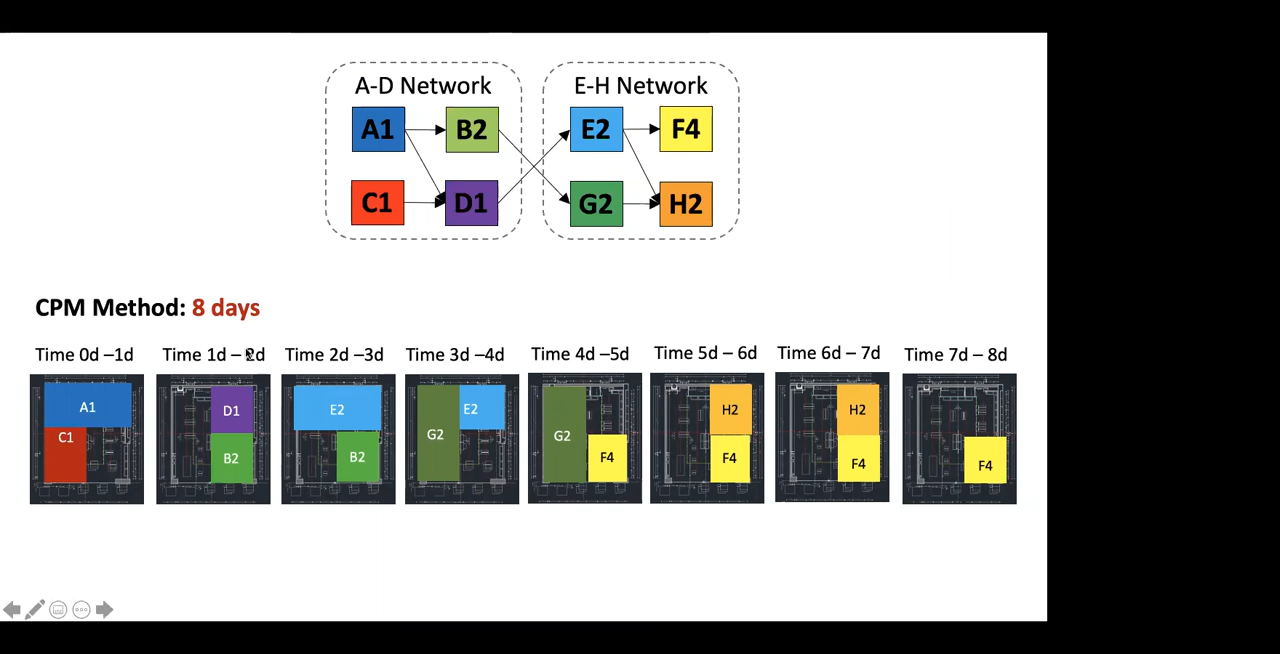 A-D Network
E-H Network
A1
B2
E2
F4
C1
D1
G2
H2
CPM Method: 8 days
Time 0d –1d
Time 1d – 2d
Time 2d –3d
Time 3d –4d
Time 4d –5d
Time 5d – 6d
Time 6d – 7d
Time 7d – 8d
A1
C1
D1
B2
E2
B2
G2
E2
G2
F4
H2
F4
H2
F4
F4